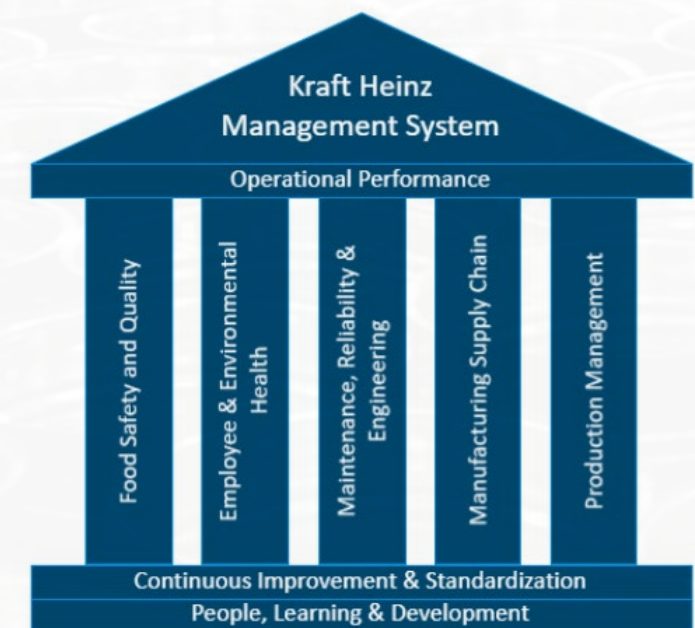 Kraft Heinz
Management System
Operational Performance
Food Safety and Quality
Employee & Environmental
Health
Maintenance, Reliability &
Engineering
Manufacturing Supply Chain
Production Management
Continuous Improvement & Standardization
People, Learning & Development